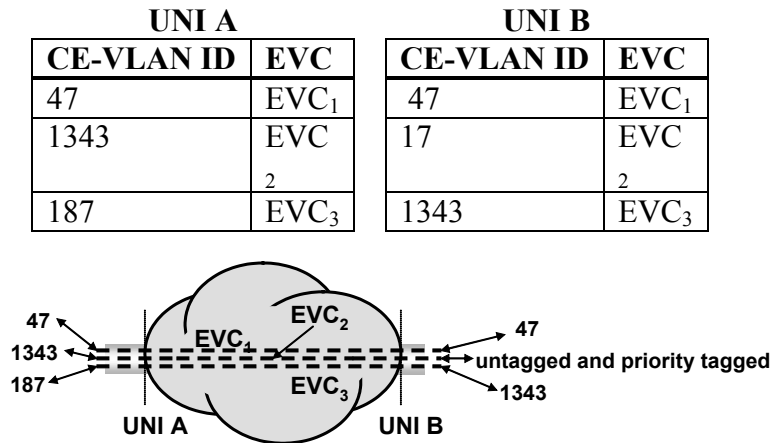 UNI A UNI B
CE-VLAN ID EVC CE-VLAN ID EVC
47 EVC₁ 47 EVC₁
1343 EVC 17 EVC
2 2
187 EVC₃ 1343 EVC₃
47 EVC₁ EVC₂ 47
1343 untagged and priority tagged
187 EVC₃ 1343
UNI A UNI B